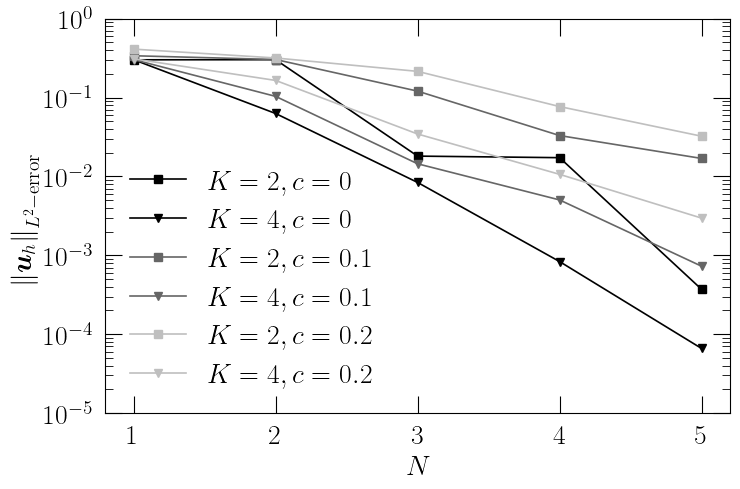 10^0
10^{-1}
10^{-2}
10^{-3}
10^{-4}
10^{-5}
‖u_h‖_{L^2−error}
K = 2, c = 0
K = 4, c = 0
K = 2, c = 0.1
K = 4, c = 0.1
K = 2, c = 0.2
K = 4, c = 0.2
1 2 3 4 5
N